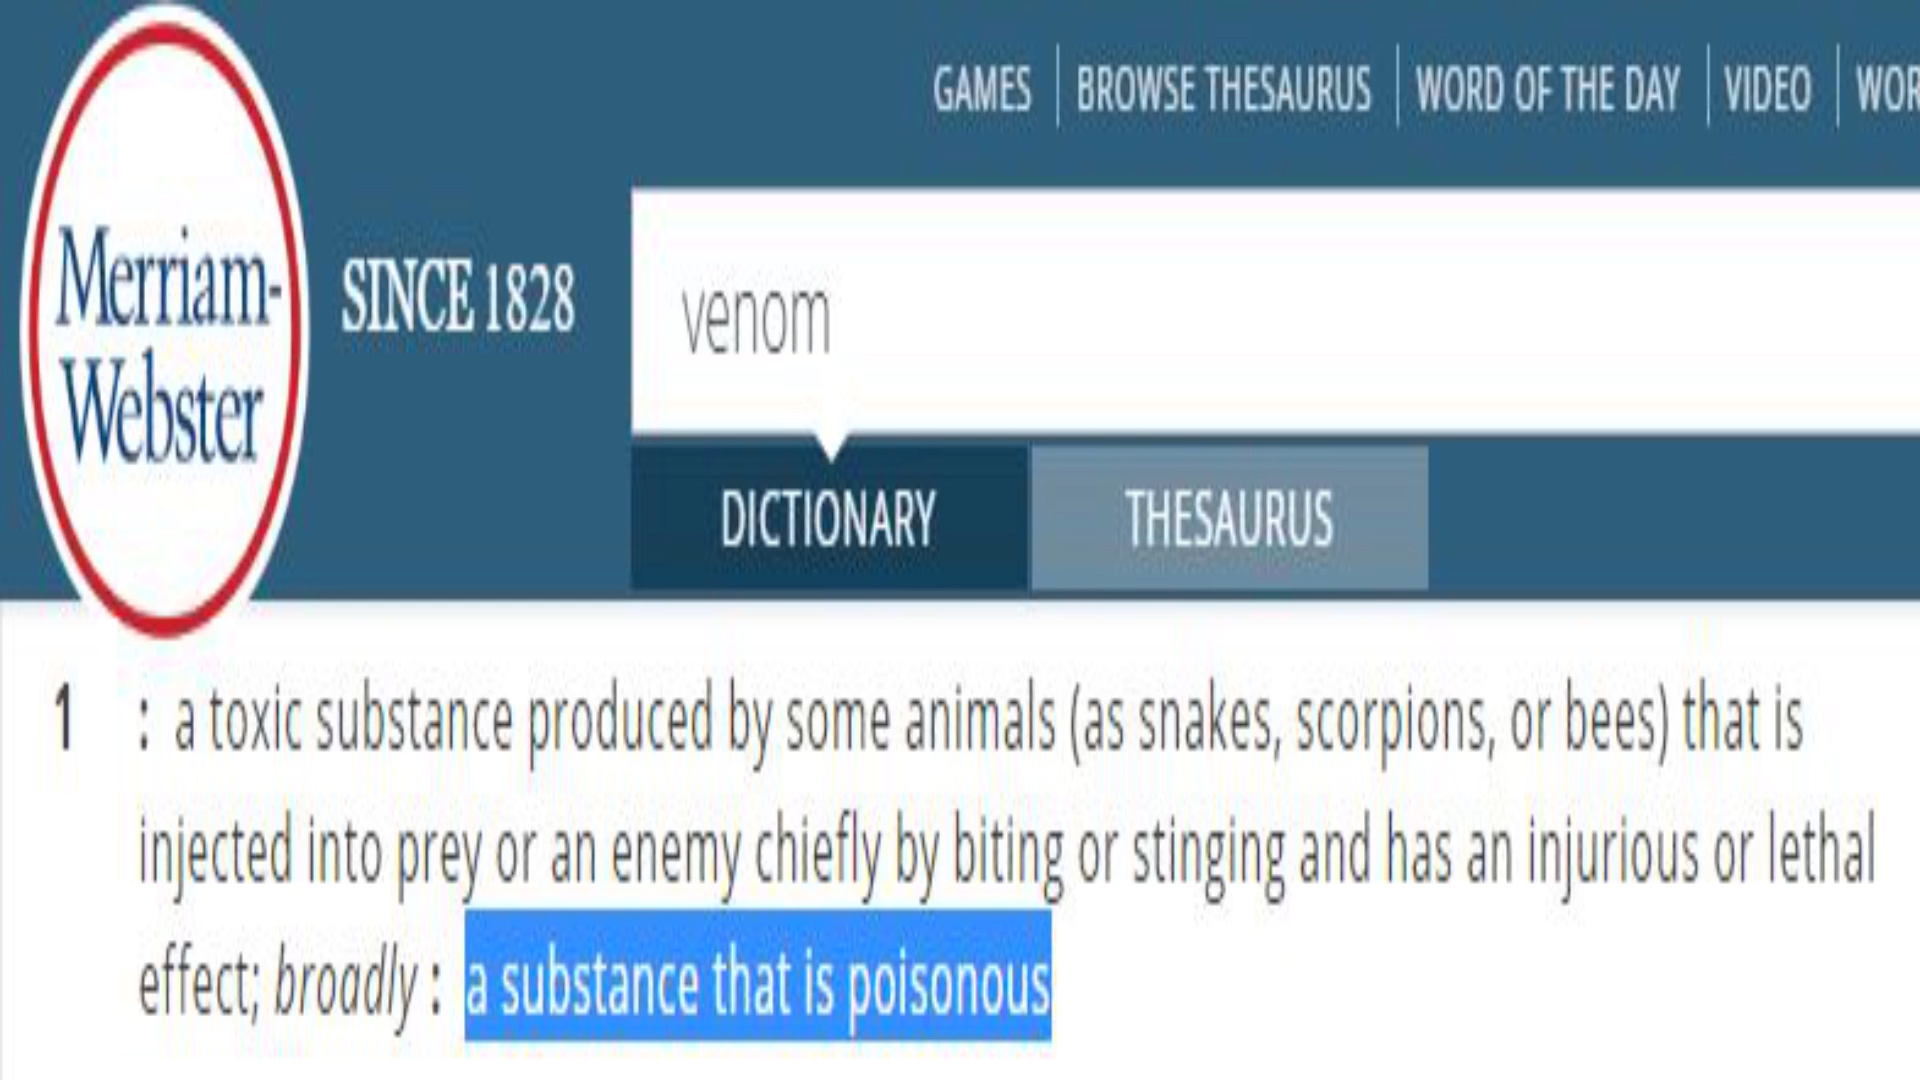 GAMES BROWSE THESAURUS WORD OF THE DAY VIDEO
Merriam-
Webster
SINCE 1828
venom
DICTIONARY THESAURUS
1 : a toxic substance produced by some animals (as snakes, scorpions, or bees) that is
injected into prey or an enemy chiefly by biting or stinging and has an injurious or lethal
effect; broadly : a substance that is poisonous